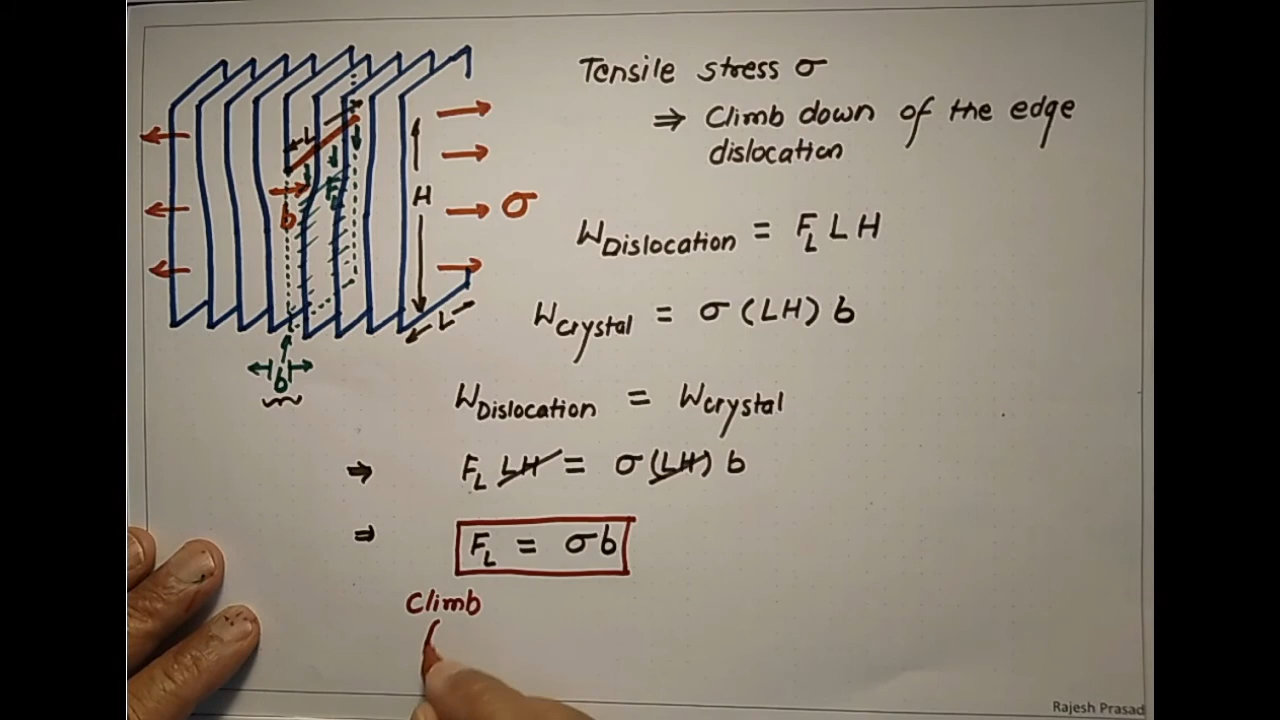 Tensile stress σ
⇒ Climb down of the edge
dislocation
L
b
F_L
H
σ
L
b
W_Dislocation = F_L L H
W_Crystal = σ (LH) b
W_Dislocation = W_Crystal
⇒ F_L LH = σ (LH) b
⇒ F_L = σb
Climb
Rajesh Prasad